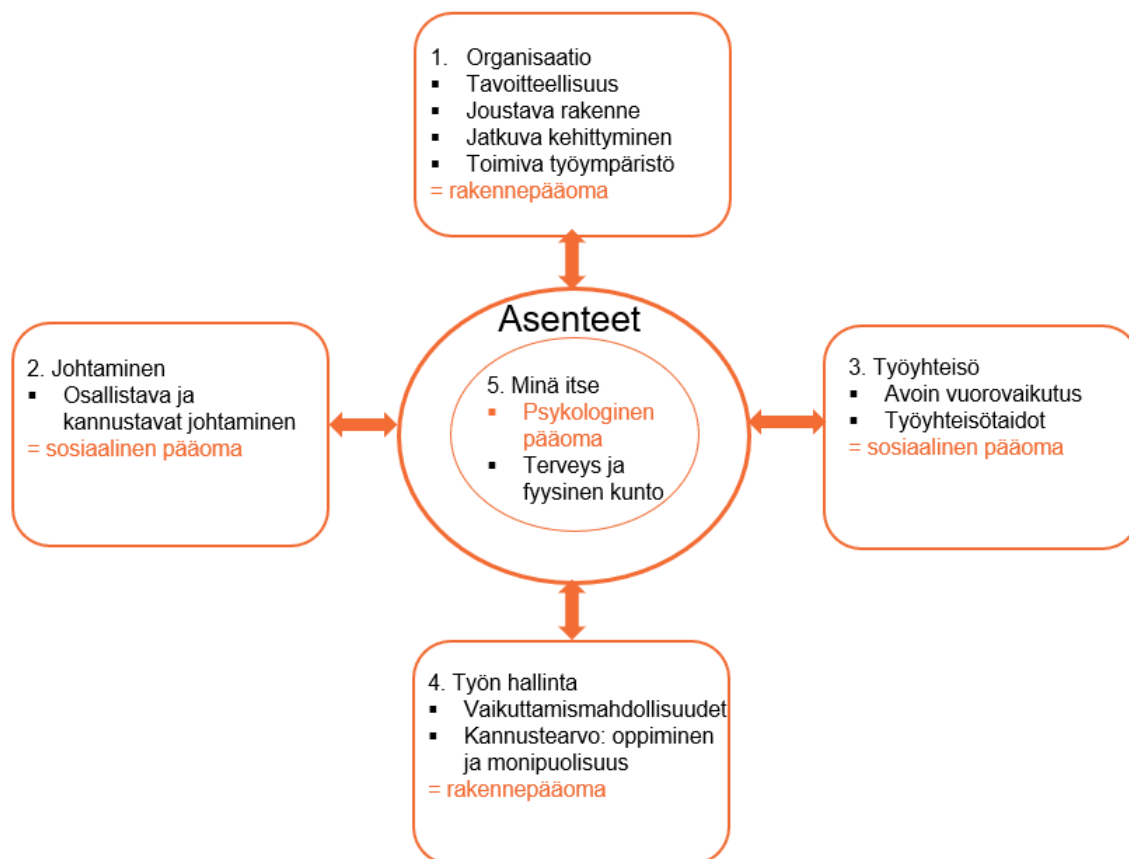 1. Organisaatio
▪ Tavoitteellisuus
▪ Joustava rakenne
▪ Jatkuva kehittyminen
▪ Toimiva työympäristö
= rakennepääoma
Asenteet
2. Johtaminen
▪ Osallistava ja
kannustavat johtaminen
= sosiaalinen pääoma
5. Minä itse
▪ Psykologinen
pääoma
▪ Terveys ja
fyysinen kunto
3. Työyhteisö
▪ Avoin vuorovaikutus
▪ Työyhteisötaidot
= sosiaalinen pääoma
4. Työn hallinta
▪ Vaikuttamismahdollisuudet
▪ Kannustearvo: oppiminen
ja monipuolisuus
= rakennepääoma